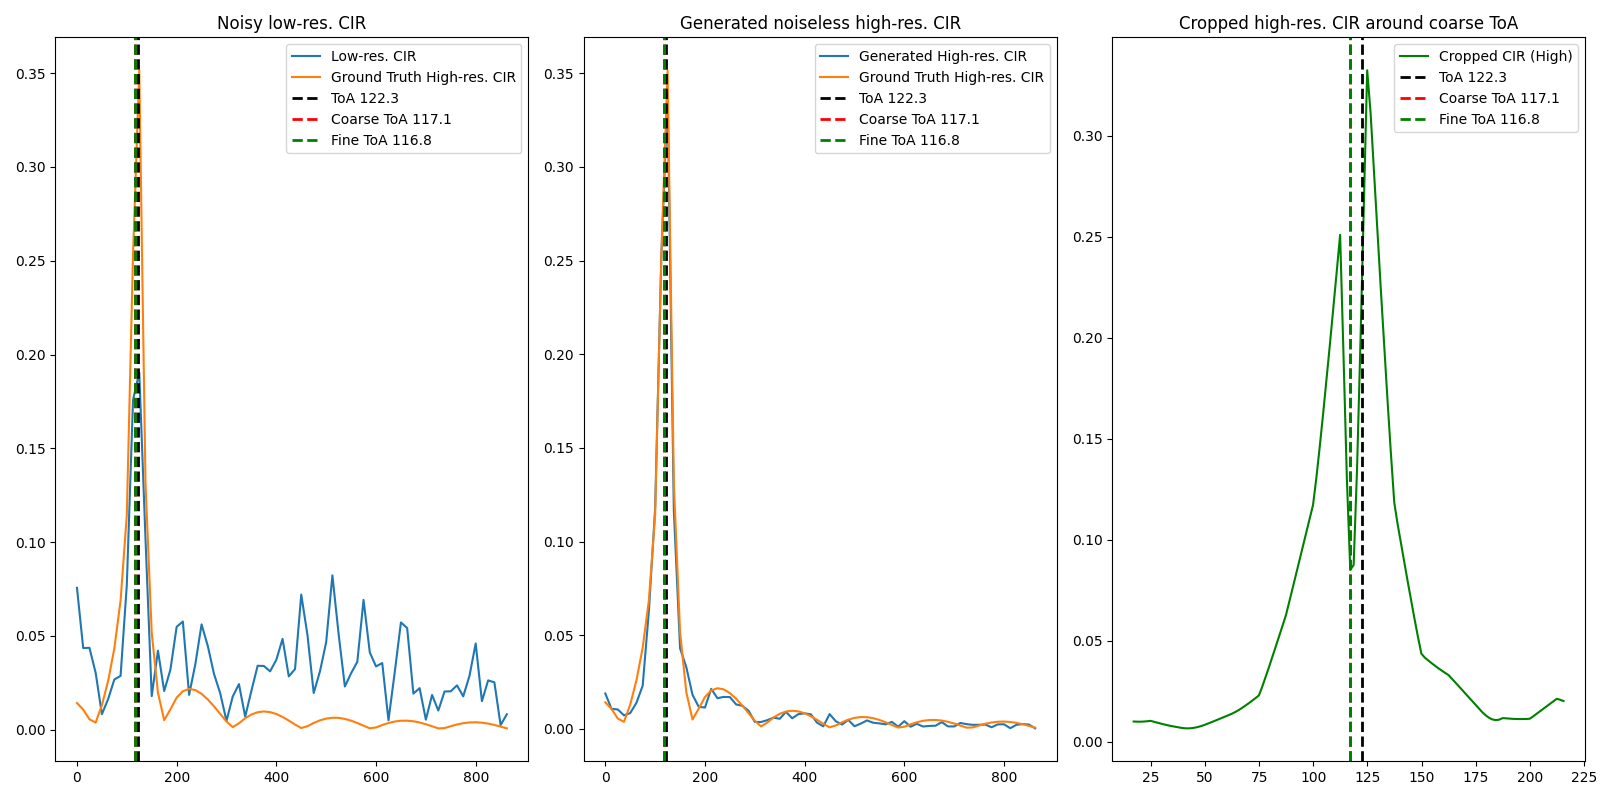 Noisy low-res. CIR
Low-res. CIR
Ground Truth High-res. CIR
ToA 122.3
Coarse ToA 117.1
Fine ToA 116.8
0.35
0.30
0.25
0.20
0.15
0.10
0.05
0.00
0 200 400 600 800
Generated noiseless high-res. CIR
Generated High-res. CIR
Ground Truth High-res. CIR
ToA 122.3
Coarse ToA 117.1
Fine ToA 116.8
0.35
0.30
0.25
0.20
0.15
0.10
0.05
0.00
0 200 400 600 800
Cropped high-res. CIR around coarse ToA
Cropped CIR (High)
ToA 122.3
Coarse ToA 117.1
Fine ToA 116.8
0.30
0.25
0.20
0.15
0.10
0.05
0.00
25 50 75 100 125 150 175 200 225